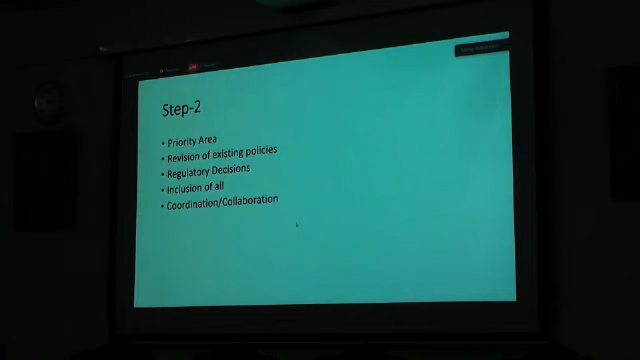 Step-2
• Priority Area
• Revision of existing policies
• Regulatory Decisions
• Inclusion of all
• Coordination/Collaboration